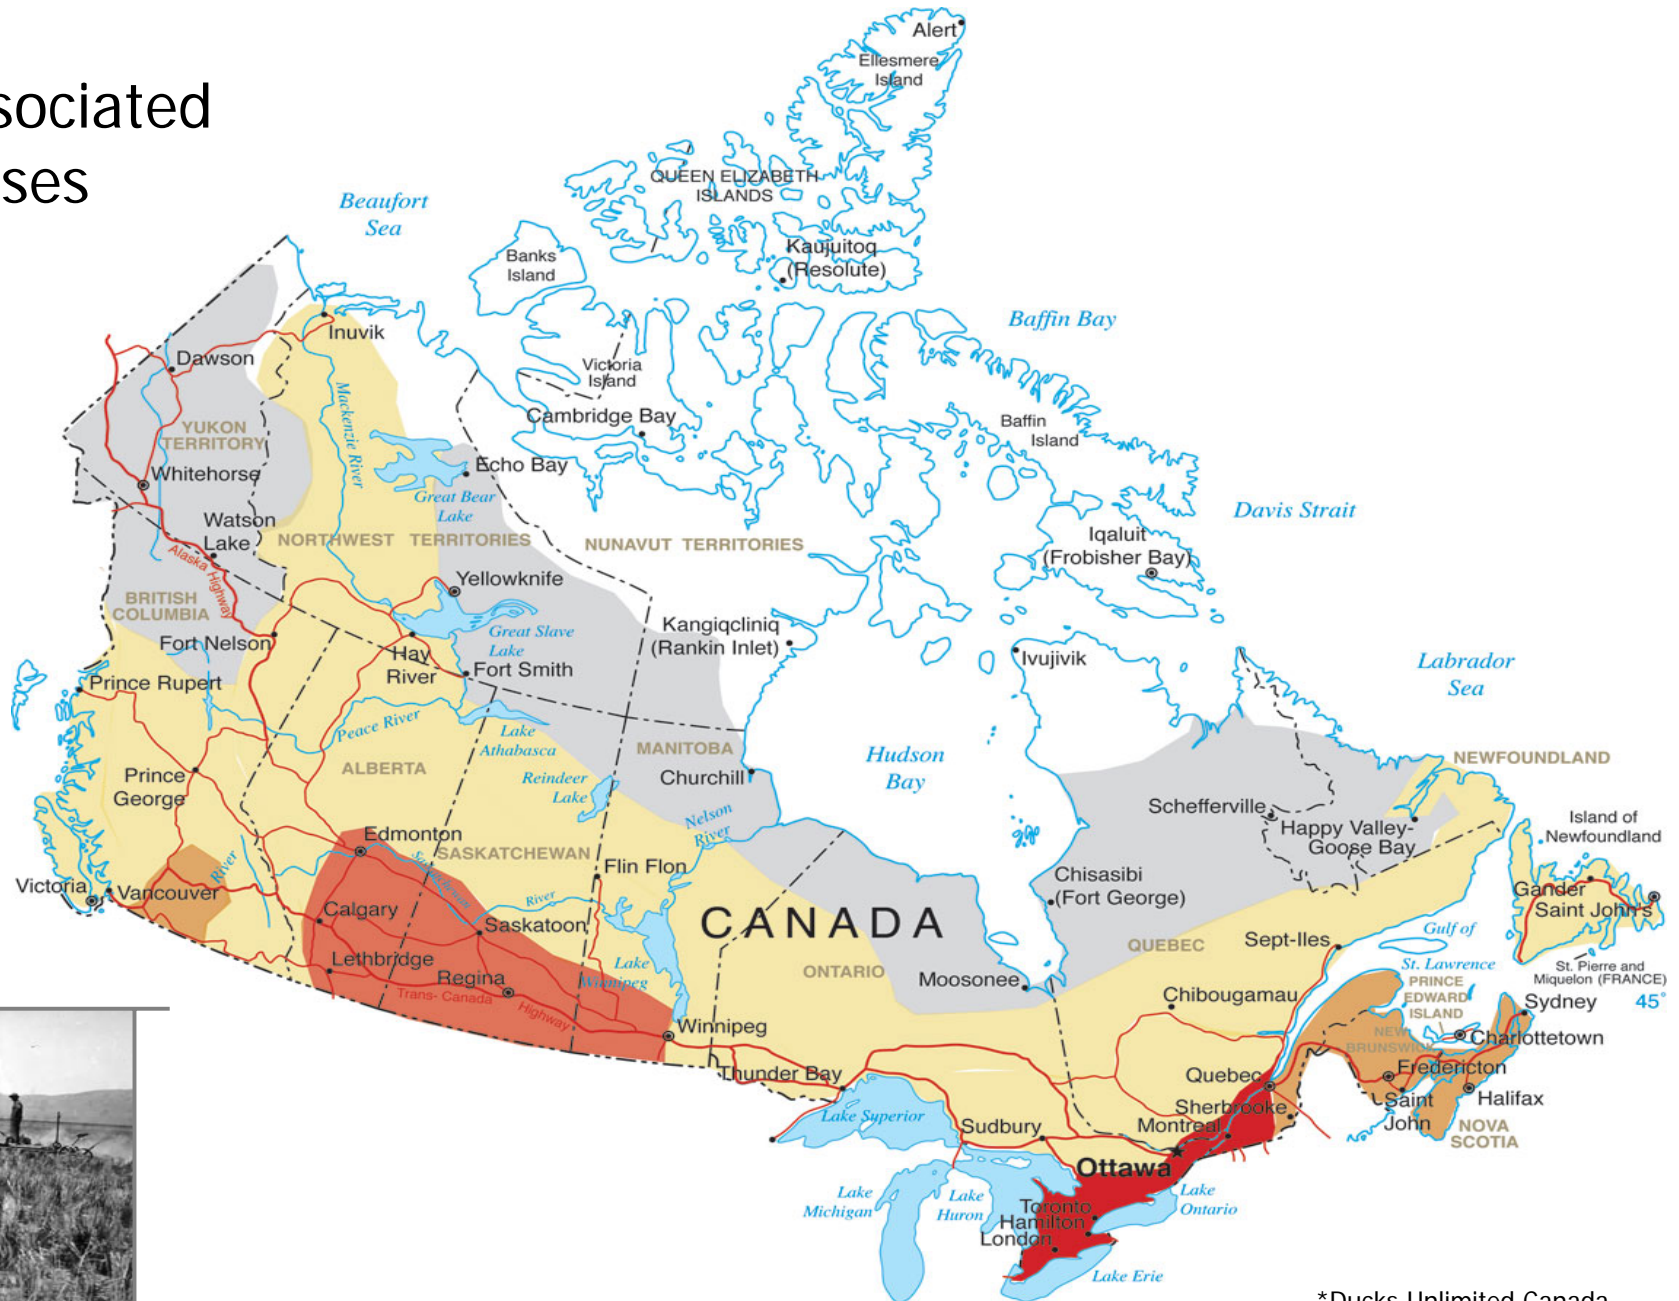 sociated
ses
Alert
Ellesmere
Island
QUEEN ELIZABETH
ISLANDS
Beaufort
Sea
Banks
Island
Kaujuitoq
(Resolute)
Baffin Bay
Inuvik
Dawson
Victoria
Island
Mackenzie River
Cambridge Bay
Baffin
Island
YUKON
TERRITORY
Whitehorse
Echo Bay
Great Bear
Lake
Davis Strait
Watson
Lake
NORTHWEST TERRITORIES
NUNAVUT TERRITORIES
Iqaluit
(Frobisher Bay)
Alaska Highway
Yellowknife
BRITISH
COLUMBIA
Great Slave
Lake
Kangiqcliniq
(Rankin Inlet)
Fort Nelson
Hay
River
Fort Smith
Ivujivik
Labrador
Sea
Prince Rupert
Peace River
Lake
Athabasca
MANITOBA
Hudson
Bay
NEWFOUNDLAND
ALBERTA
Reindeer
Lake
Churchill
Prince
George
Schefferville
Happy Valley-
Goose Bay
Island of
Newfoundland
Nelson
River
Edmonton
SASKATCHEWAN
Saskatchewan
River
River
Flin Flon
Chisasibi
(Fort George)
Victoria
Vancouver
Gander
Saint John's
Calgary
Saskatoon
CANADA
QUEBEC
Sept-Iles
Gulf of
St. Lawrence
Lethbridge
Regina
Lake
Winnipeg
ONTARIO
Moosonee
St. Pierre and
Miquelon (FRANCE)
PRINCE
EDWARD
ISLAND
Trans-Canada
Highway
Chibougamau
Sydney
45°
Winnipeg
NEW
BRUNSWICK
Charlottetown
Thunder Bay
Quebec
Fredericton
Lake Superior
Sudbury
Sherbrooke
Montreal
Saint
John
Halifax
NOVA
SCOTIA
Ottawa
Lake
Michigan
Lake
Huron
Toronto
Hamilton
London
Lake
Ontario
Lake Erie
*Ducks Unlimited Canada